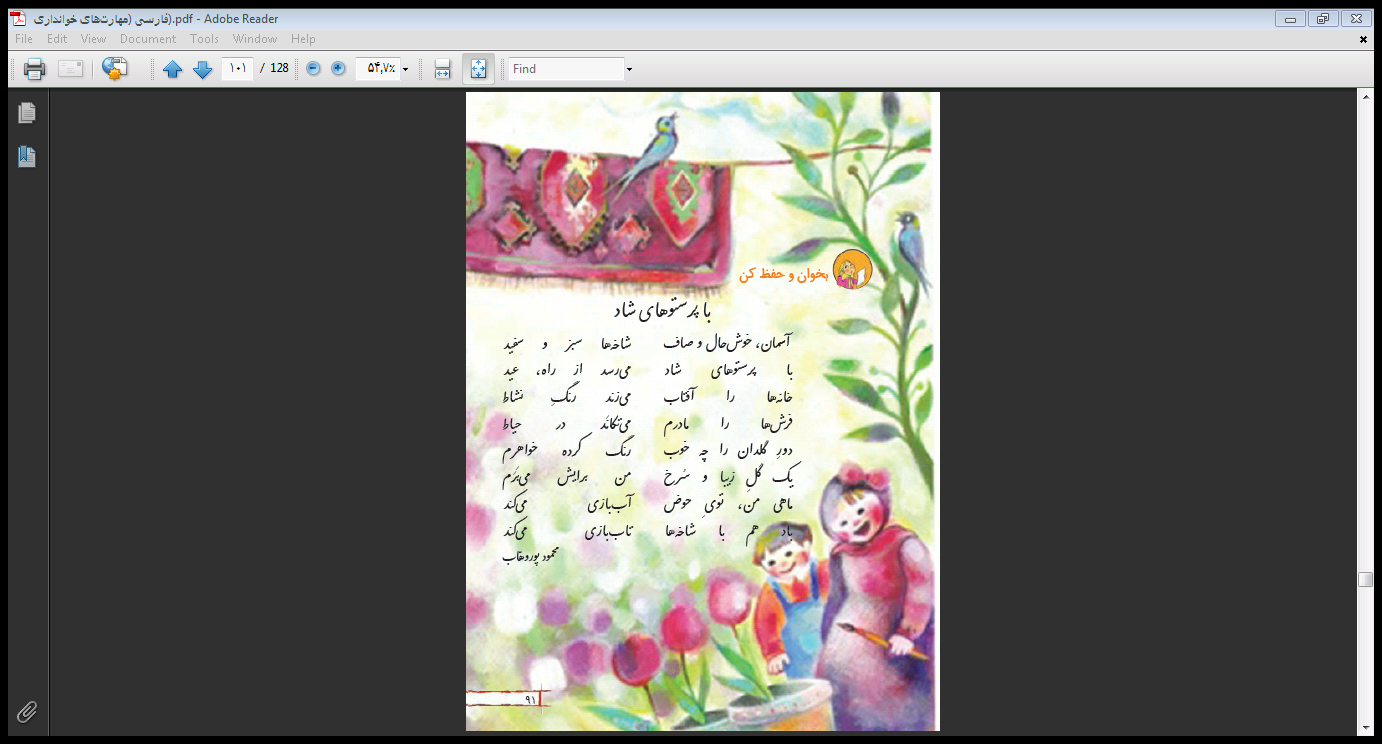 فارسی (مهارت‌های خوانداری).pdf - Adobe Reader
File Edit View Document Tools Window Help
۱۰۱ / 128 ۵۴,۷٪ Find
بخوان و حفظ کن
با پرستوهای شاد
آسمان، خوش‌حال و صاف شاخه‌ها سبز و سفید
با پرستوهای شاد می‌رسد از راه، عید
خانه‌ها را آفتاب می‌زند رنگِ نشاط
فرش‌ها را مادرم می‌تکانَد در حیاط
دورِ گلدان را چه خوب رنگ کرده خواهرم
یک گلِ زیبا و سُرخ من برایش می‌بَرَم
ماهی من، تویِ حوض آب‌بازی می‌کند
باد هم با شاخه‌ها تاب‌بازی می‌کند
محمود پوروهاب
۹۱